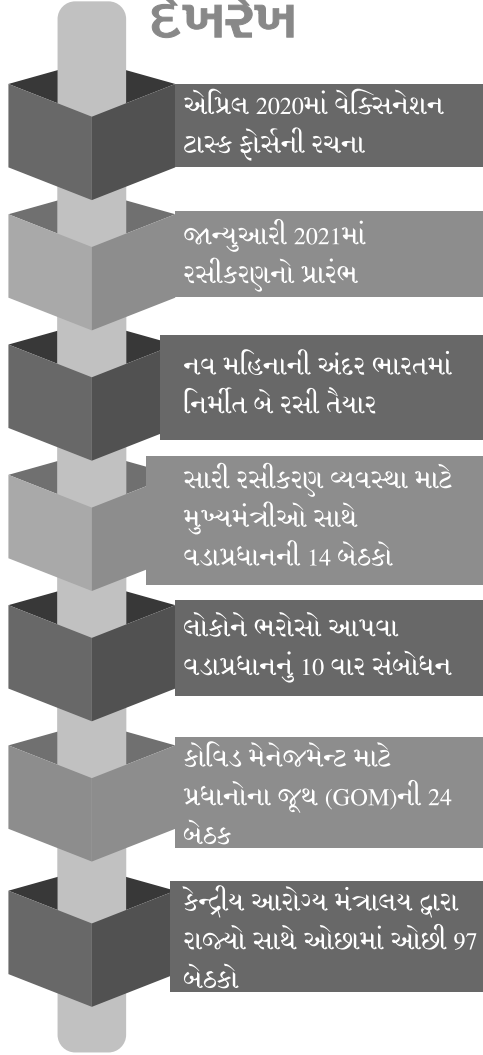 દેખરેખ
એપ્રિલ 2020માં વેક્સિનેશન
ટાસ્ક ફોર્સની રચના
જાન્યુઆરી 2021માં
રસીકરણનો પ્રારંભ
નવ મહિનાની અંદર ભારતમાં
નિર્મીત બે રસી તૈયાર
સારી રસીકરણ વ્યવસ્થા માટે
મુખ્યમંત્રીઓ સાથે
વડાપ્રધાનની 14 બેઠકો
લોકોને ભરોસો આપવા
વડાપ્રધાનનું 10 વાર સંબોધન
કોવિડ મેનેજમેન્ટ માટે
પ્રધાનોના જૂથ (GOM)ની 24
બેઠક
કેન્દ્રીય આરોગ્ય મંત્રાલય દ્વારા
રાજ્યો સાથે ઓછામાં ઓછી 97
બેઠકો